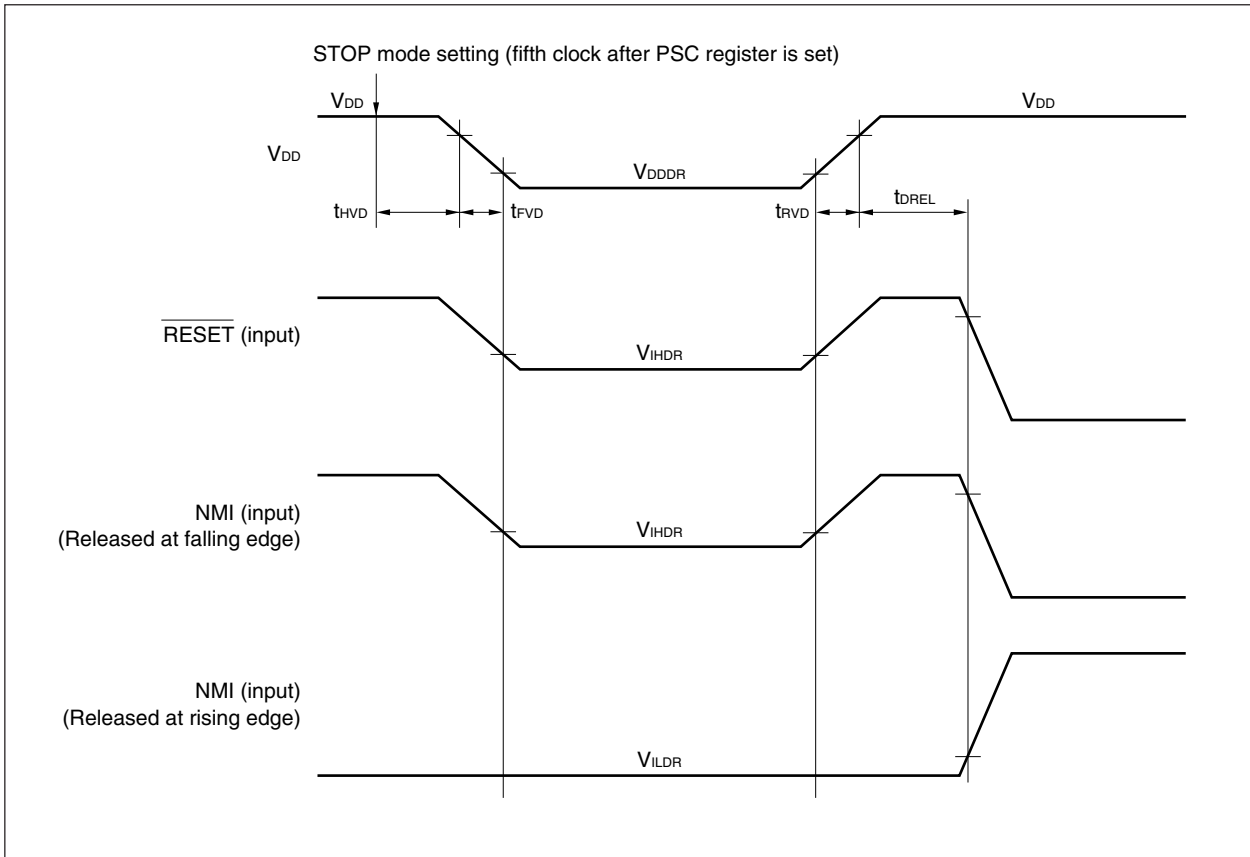 STOP mode setting (fifth clock after PSC register is set)
VDD
VDD
VDD
VDDDR
tHVD
tFVD
tRVD
tDREL
RESET (input)
VIHDR
NMI (input)
(Released at falling edge)
VIHDR
NMI (input)
(Released at rising edge)
VILDR